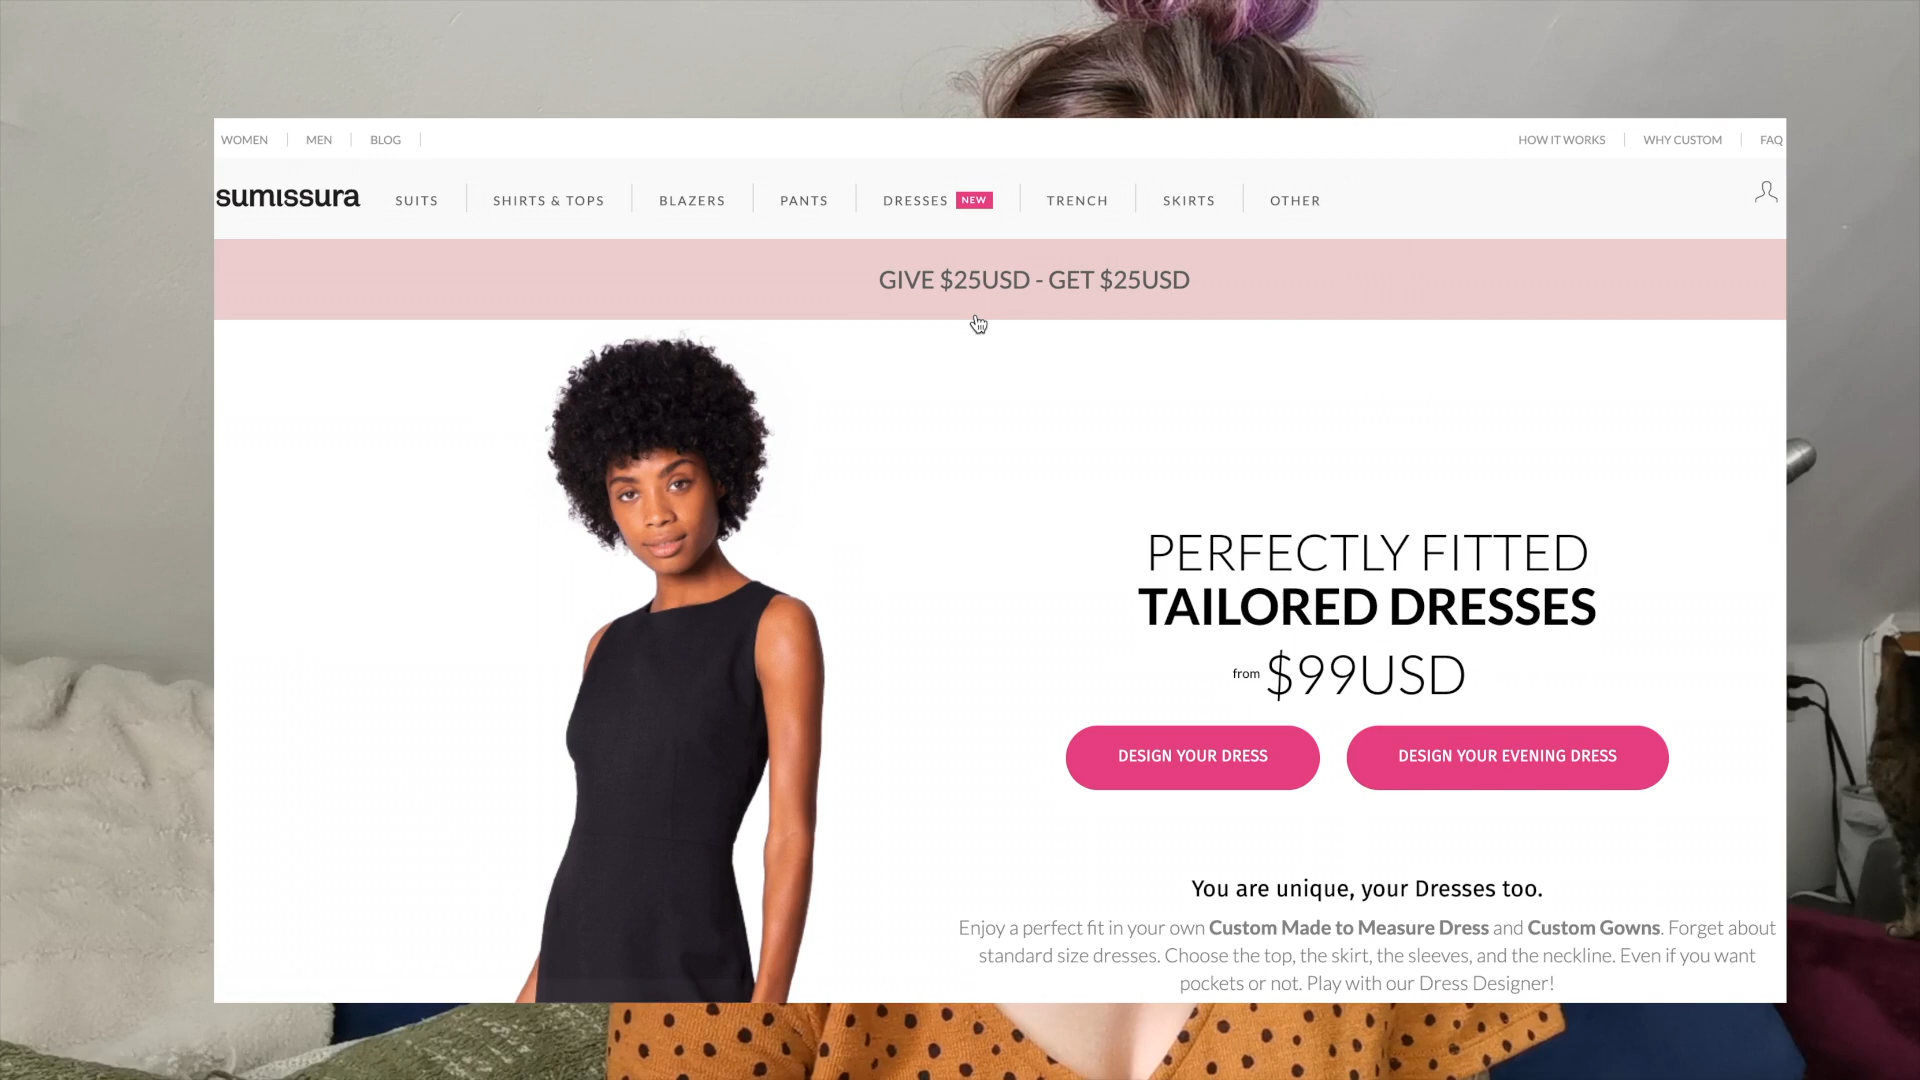 WOMEN
MEN
BLOG
HOW IT WORKS
WHY CUSTOM
FAQ
sumissura
SUITS
SHIRTS & TOPS
BLAZERS
PANTS
DRESSES NEW
TRENCH
SKIRTS
OTHER
GIVE $25USD - GET $25USD
PERFECTLY FITTED
TAILORED DRESSES
from $99USD
DESIGN YOUR DRESS
DESIGN YOUR EVENING DRESS
You are unique, your Dresses too.
Enjoy a perfect fit in your own Custom Made to Measure Dress and Custom Gowns. Forget about
standard size dresses. Choose the top, the skirt, the sleeves, and the neckline. Even if you want
pockets or not. Play with our Dress Designer!